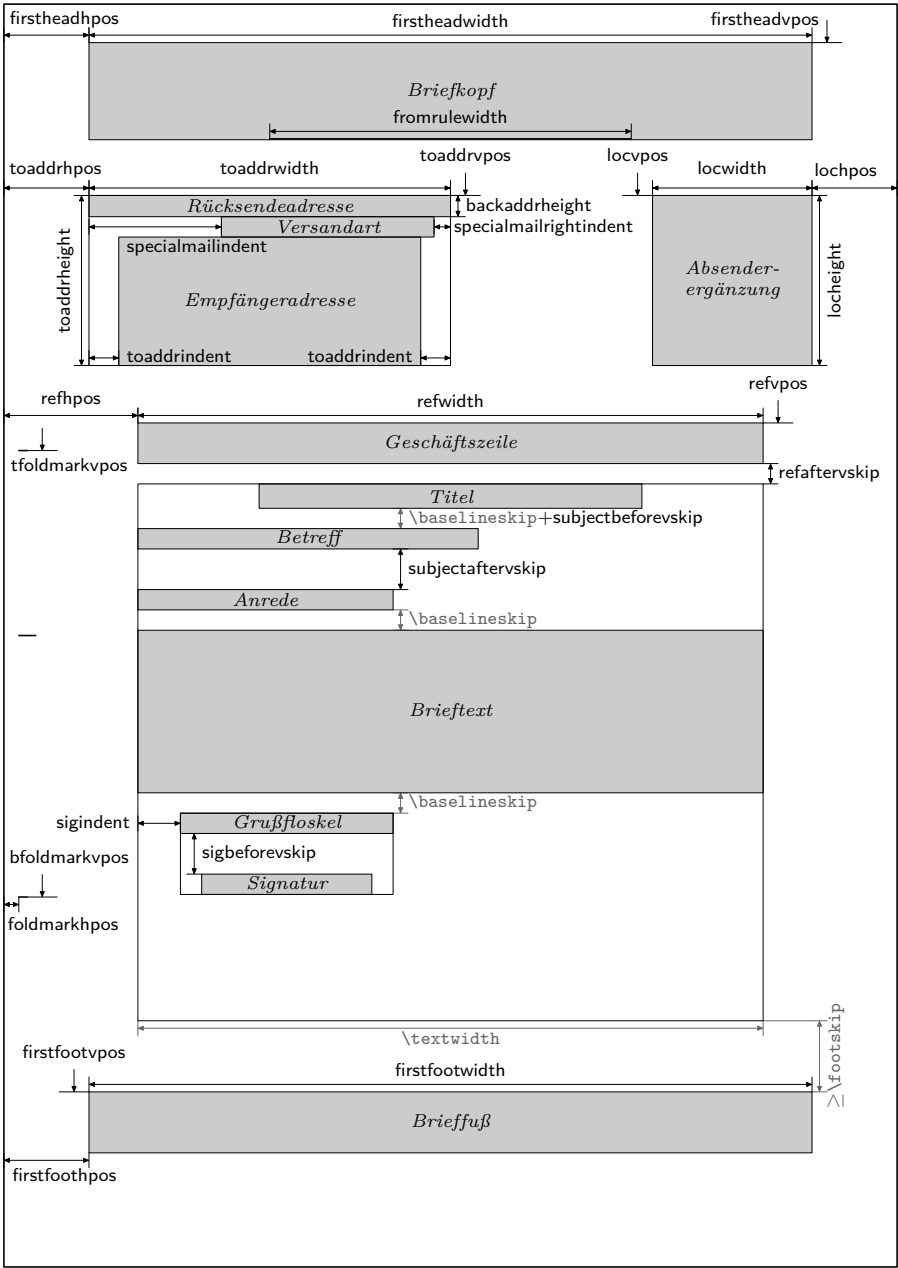 firstheadhpos
firstheadwidth
firstheadvpos
Briefkopf
fromrulewidth
toaddrhpos
toaddrwidth
toaddrvpos
locvpos
locwidth
lochpos
Rücksendeadresse
backaddrheight
Versandart
specialmailrightindent
specialmailindent
toaddrheight
Empfängeradresse
Absender-
ergänzung
locheight
toaddrindent
toaddrindent
refhpos
refwidth
refvpos
Geschäftszeile
tfoldmarkvpos
refaftervskip
Titel
\baselineskip+subjectbeforevskip
Betreff
subjectaftervskip
Anrede
\baselineskip
Brieftext
\baselineskip
sigindent
Grußfloskel
sigbeforevskip
bfoldmarkvpos
Signatur
foldmarkhpos
\textwidth
≥\footskip
firstfootvpos
firstfootwidth
Brieffuß
firstfoothpos